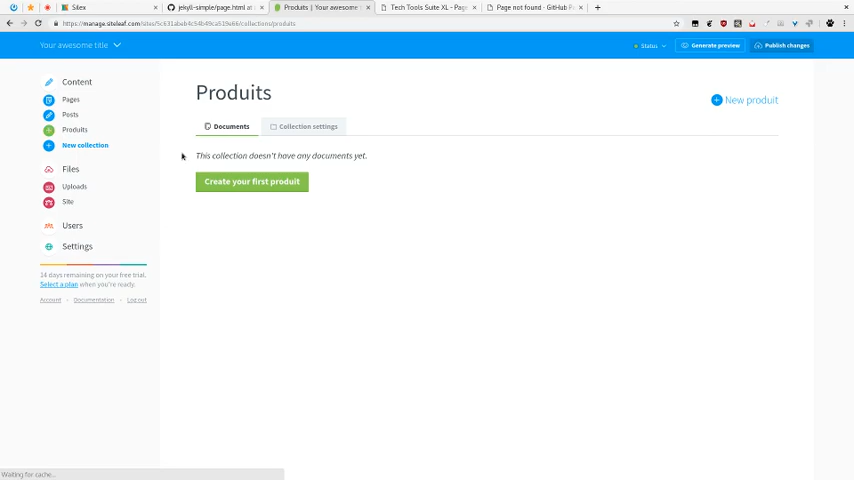 Silex
jekyll-simple/page.html at
Produits | Your awesome
Tech Tools Suite XL - Pag
Page not found · GitHub P
https://manage.siteleaf.com/sites/5c631abeb4c54b49ca519e66/collections/produits
Your awesome title
Status
Generate preview
Publish changes
Content
Pages
Posts
Produits
New collection
Files
Uploads
Site
Users
Settings
14 days remaining on your free trial.
Select a plan when you're ready.
Account · Documentation · Log out
Produits
New produit
Documents
Collection settings
This collection doesn't have any documents yet.
Create your first produit
Waiting for cache...